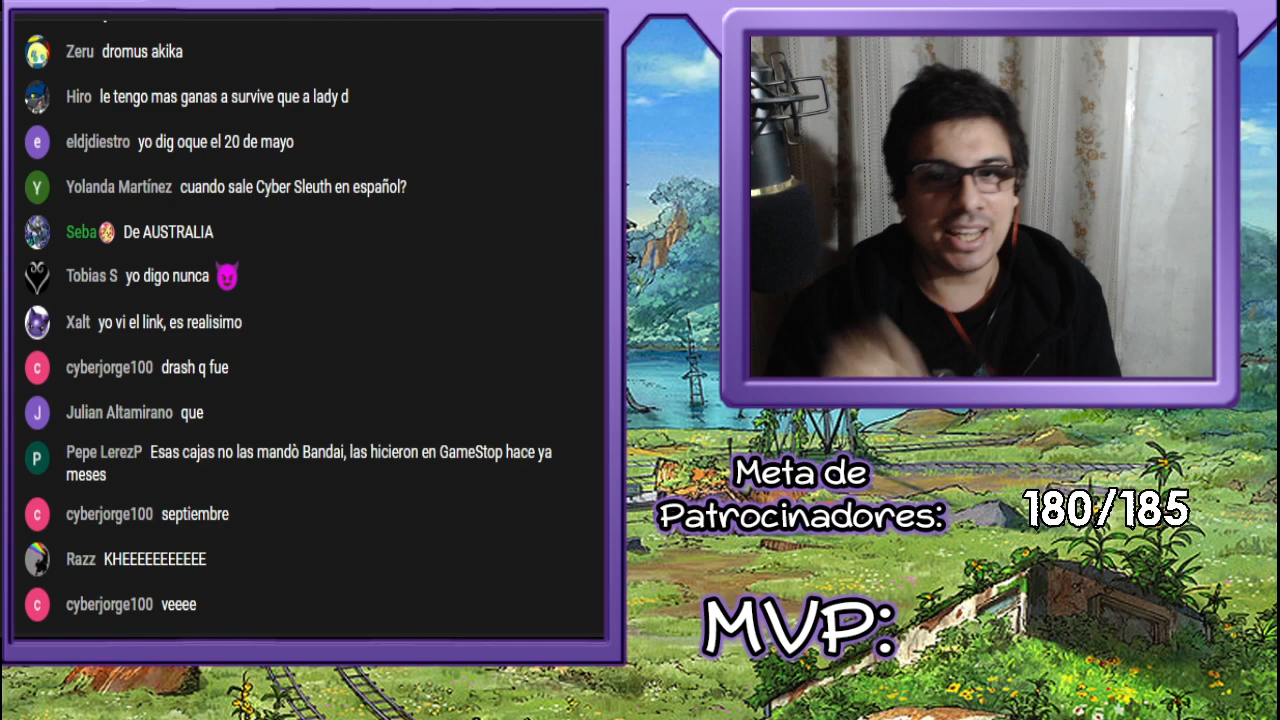 Zeru dromus akika
Hiro le tengo mas ganas a survive que a lady d
e
eldjdiestro yo dig oque el 20 de mayo
Y
Yolanda Martínez cuando sale Cyber Sleuth en español?
Seba De AUSTRALIA
Tobias S yo digo nunca 😈
Xalt yo vi el link, es realisimo
c
cyberjorge100 drash q fue
J
Julian Altamirano que
P
Pepe LerezP Esas cajas no las mandò Bandai, las hicieron en GameStop hace ya
meses
c
cyberjorge100 septiembre
Razz KHEEEEEEEEEEE
c
cyberjorge100 veeee
Meta de
Patrocinadores: 180/185
MVP: